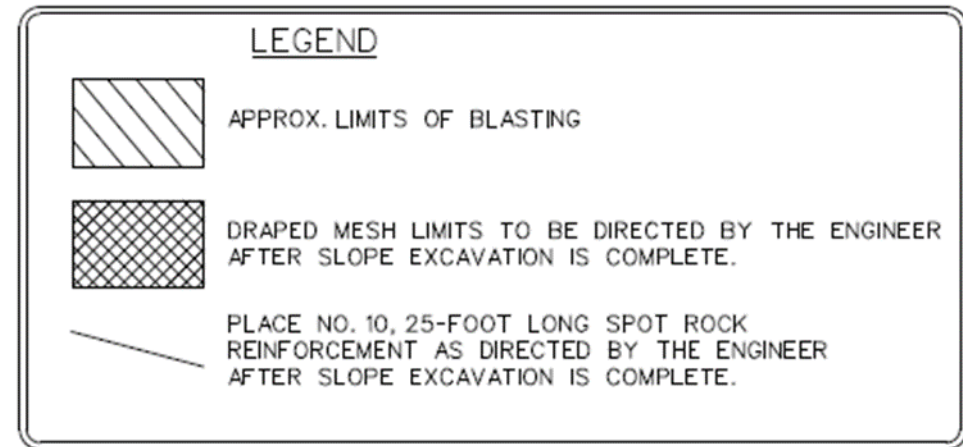 LEGEND
APPROX. LIMITS OF BLASTING
DRAPED MESH LIMITS TO BE DIRECTED BY THE ENGINEER
AFTER SLOPE EXCAVATION IS COMPLETE.
PLACE NO. 10, 25-FOOT LONG SPOT ROCK
REINFORCEMENT AS DIRECTED BY THE ENGINEER
AFTER SLOPE EXCAVATION IS COMPLETE.